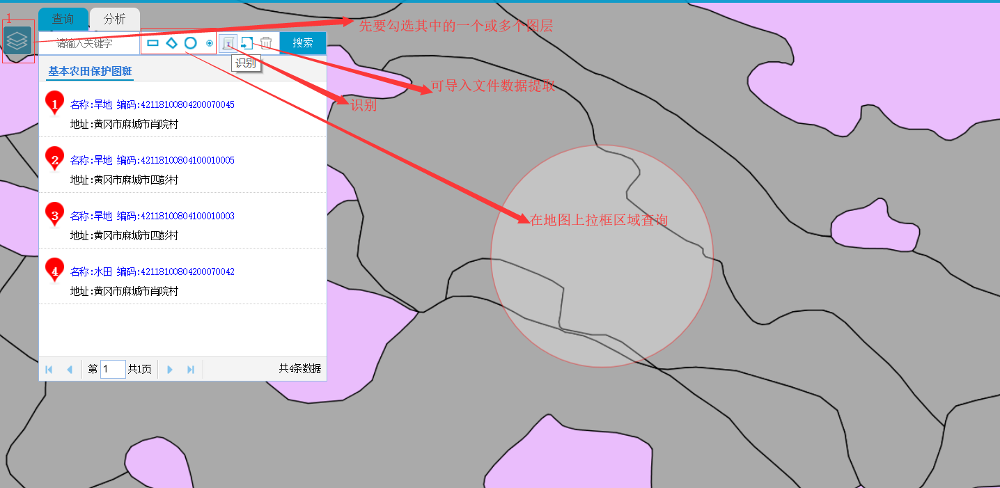 1
查询
分析
先要勾选其中的一个或多个图层
请输入关键字
搜索
识别
可导入文件数据提取
识别
基本农田保护图斑
1
名称:旱地 编码:42118100804200070045
地址:黄冈市麻城市肖院村
2
名称:旱地 编码:42118100804100010005
地址:黄冈市麻城市四彭村
3
名称:旱地 编码:42118100804100010003
地址:黄冈市麻城市四彭村
在地图上拉框区域查询
4
名称:水田 编码:42118100804200070042
地址:黄冈市麻城市肖院村
第 1 共1页
共4条数据